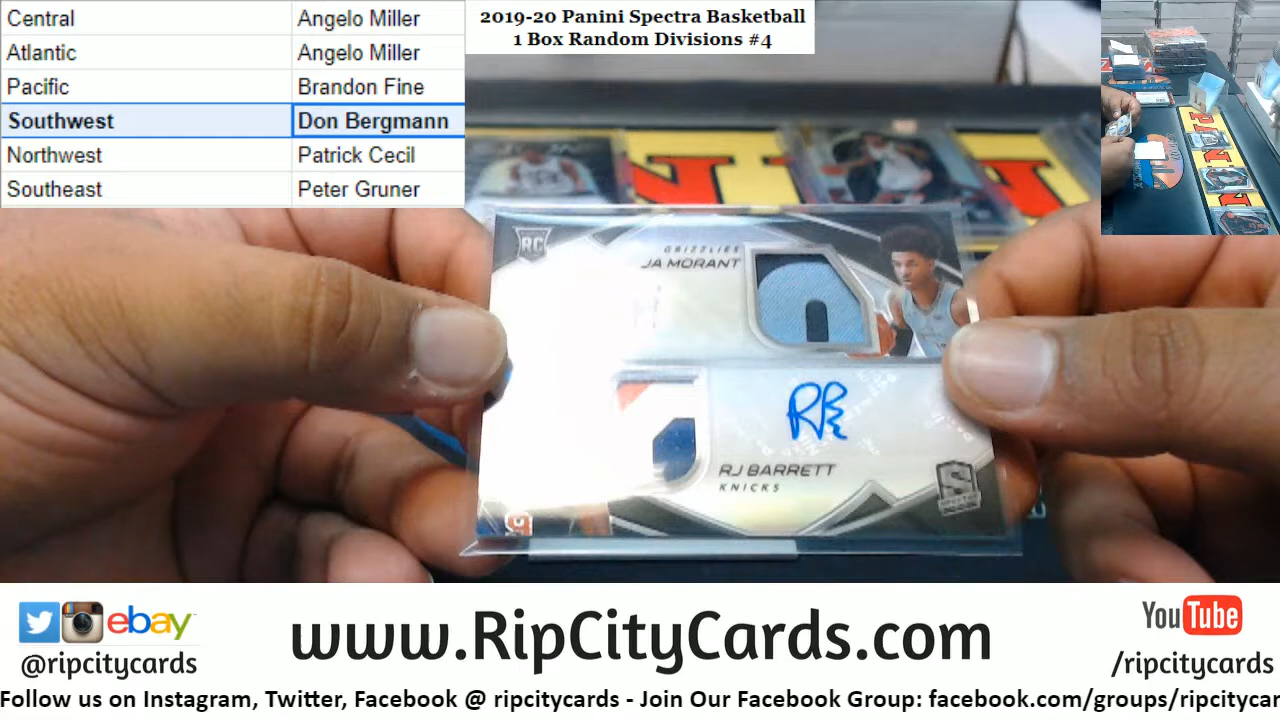 Central Angelo Miller
Atlantic Angelo Miller
Pacific Brandon Fine
Southwest Don Bergmann
Northwest Patrick Cecil
Southeast Peter Gruner
2019-20 Panini Spectra Basketball
1 Box Random Divisions #4
RC
GRIZZLIES
JA MORANT
RJ BARRETT
KNICKS
S
SPECTRA
ebay
@ripcitycards
www.RipCityCards.com
YouTube
/ripcitycards
Follow us on Instagram, Twitter, Facebook @ ripcitycards - Join Our Facebook Group: facebook.com/groups/ripcitycar